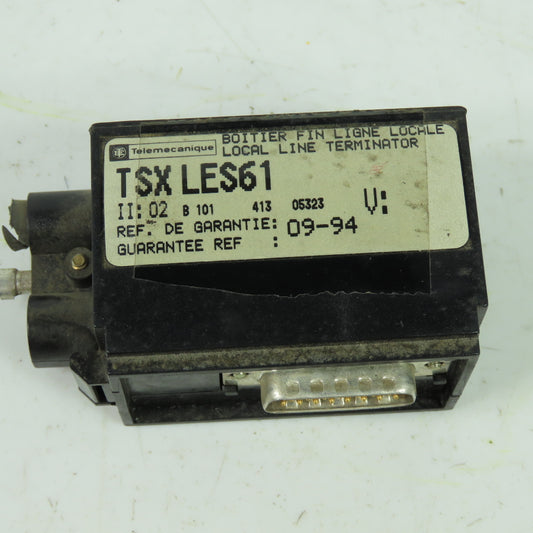 Telemecanique
BOITIER FIN LIGNE LOCALE
LOCAL LINE TERMINATOR
TSX LES61
II: 02 B 101 413 05323 V:
REF. DE GARANTIE: 09-94
GUARANTEE REF :